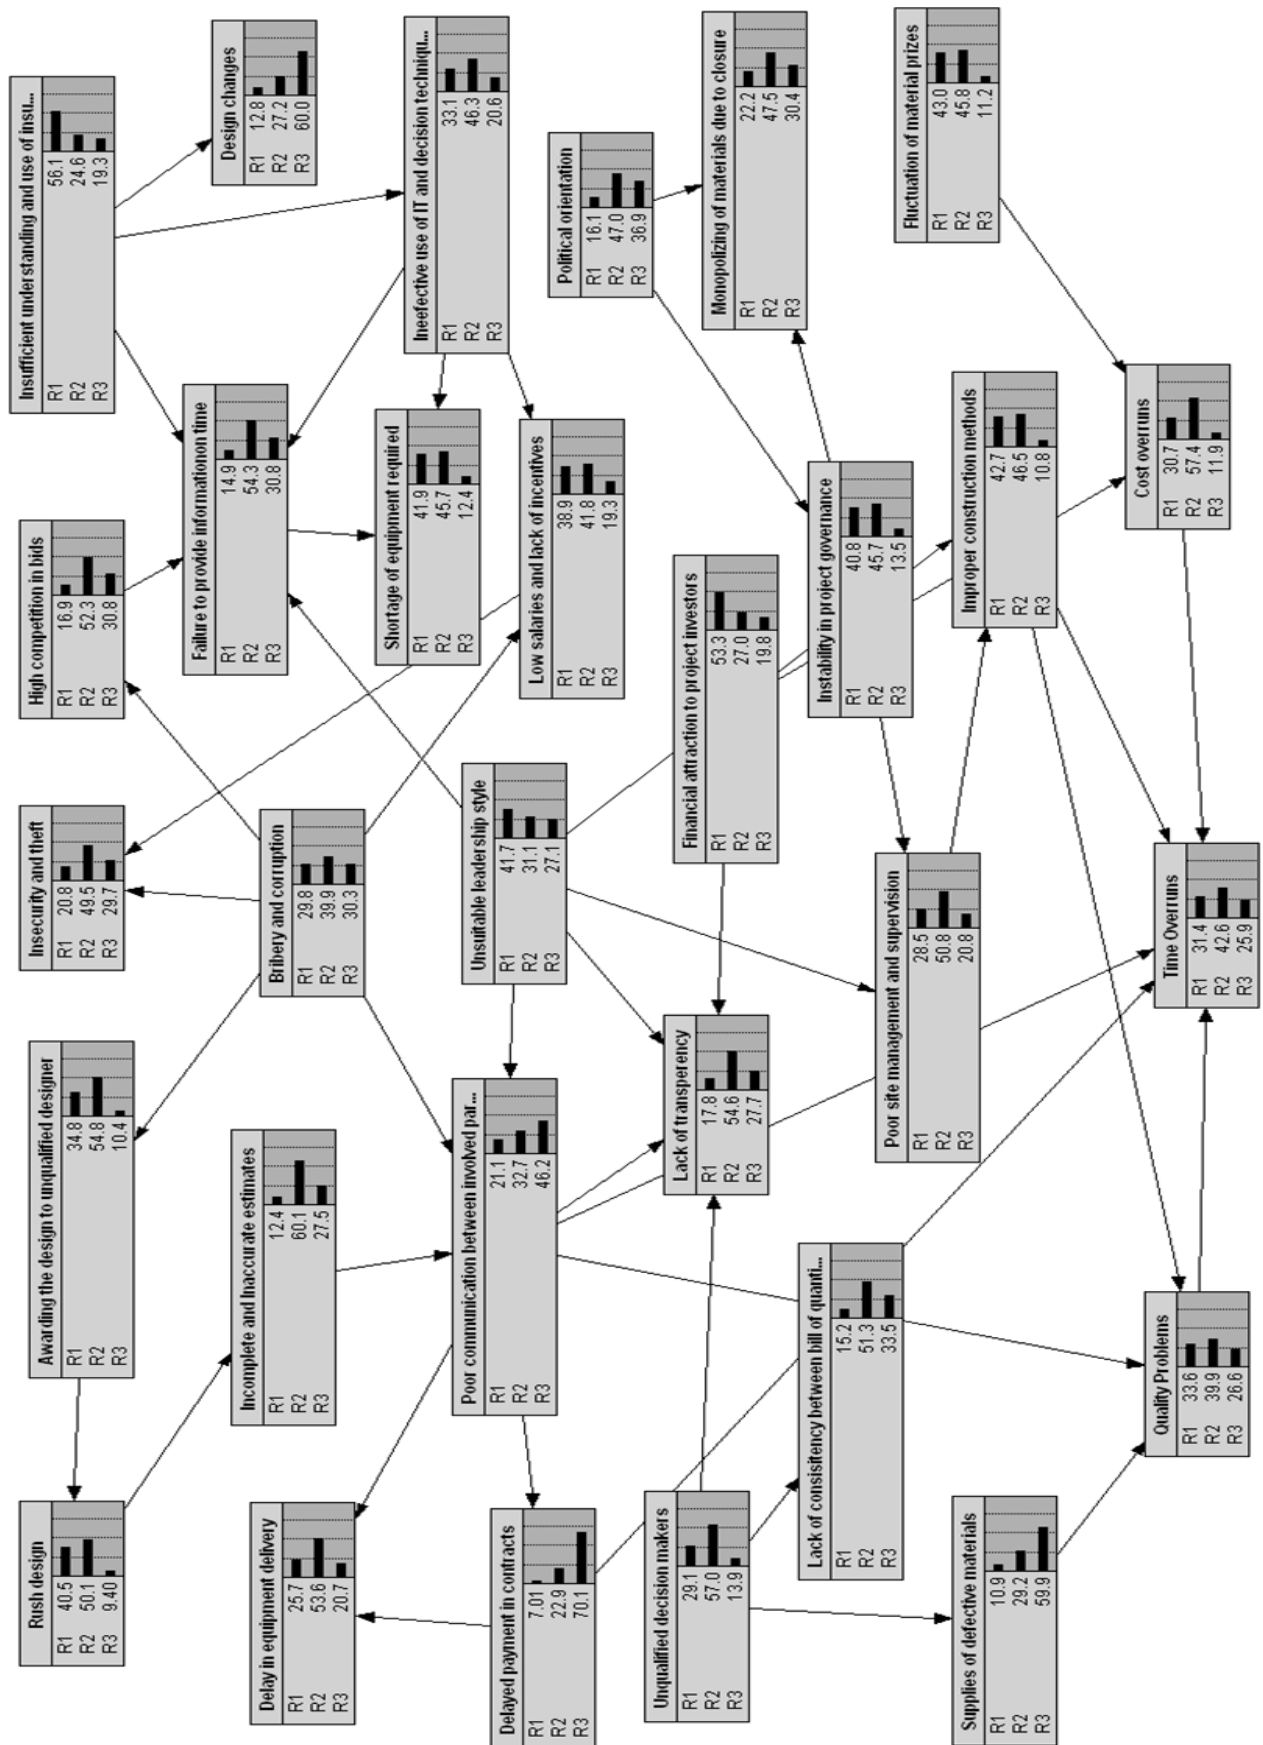 Rush design
R1 40.5
R2 50.1
R3 9.40
Awarding the design to unqualified designer
R1 34.8
R2 54.8
R3 10.4
Insecurity and theft
R1 20.8
R2 49.5
R3 29.7
High competition in bids
R1 16.9
R2 52.3
R3 30.8
Insufficient understanding and use of insu...
R1 56.1
R2 24.6
R3 19.3
Delay in equipment delivery
R1 25.7
R2 53.6
R3 20.7
Incomplete and Inaccurate estimates
R1 12.4
R2 60.1
R3 27.5
Bribery and corruption
R1 29.8
R2 39.9
R3 30.3
Failure to provide informationon time
R1 14.9
R2 54.3
R3 30.8
Design changes
R1 12.8
R2 27.2
R3 60.0
Delayed payment in contracts
R1 7.01
R2 22.9
R3 70.1
Poor communication between involved par...
R1 21.1
R2 32.7
R3 46.2
Unsuitable leadership style
R1 41.7
R2 31.1
R3 27.1
Shortage of equipment required
R1 41.9
R2 45.7
R3 12.4
Low salaries and lack of incentives
R1 38.9
R2 41.8
R3 19.3
Ineefective use of IT and decision techniqu...
R1 33.1
R2 46.3
R3 20.6
Unqualified decision makers
R1 29.1
R2 57.0
R3 13.9
Lack of transperency
R1 17.8
R2 54.6
R3 27.7
Financial attraction to project investors
R1 53.3
R2 27.0
R3 19.8
Political orientation
R1 16.1
R2 47.0
R3 36.9
Monopolizing of materials due to closure
R1 22.2
R2 47.5
R3 30.4
Lack of consisitency between bill of quanti...
R1 15.2
R2 51.3
R3 33.5
Poor site management and supervision
R1 28.5
R2 50.8
R3 20.8
Instability in project governance
R1 40.8
R2 45.7
R3 13.5
Improper construction methods
R1 42.7
R2 46.5
R3 10.8
Fluctuation of material prizes
R1 43.0
R2 45.8
R3 11.2
Supplies of defective materials
R1 10.9
R2 29.2
R3 59.9
Quality Problems
R1 33.6
R2 39.9
R3 26.6
Time Overruns
R1 31.4
R2 42.6
R3 25.9
Cost overruns
R1 30.7
R2 57.4
R3 11.9